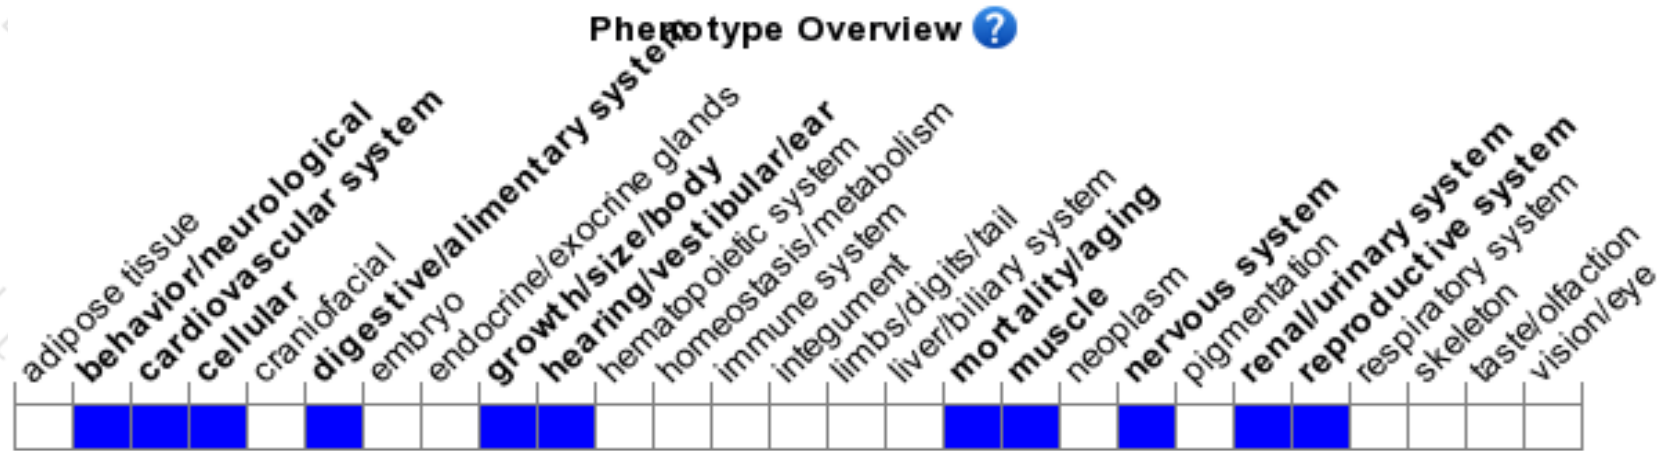 Phenotype Overview ?
adipose tissue
behavior/neurological
cardiovascular system
cellular
craniofacial
digestive/alimentary system
embryo
endocrine/exocrine glands
growth/size/body
hearing/vestibular/ear
hematopoietic system
homeostasis/metabolism
immune system
integument
limbs/digits/tail
liver/biliary system
mortality/aging
muscle
neoplasm
nervous system
pigmentation
renal/urinary system
reproductive system
respiratory system
skeleton
taste/olfaction
vision/eye